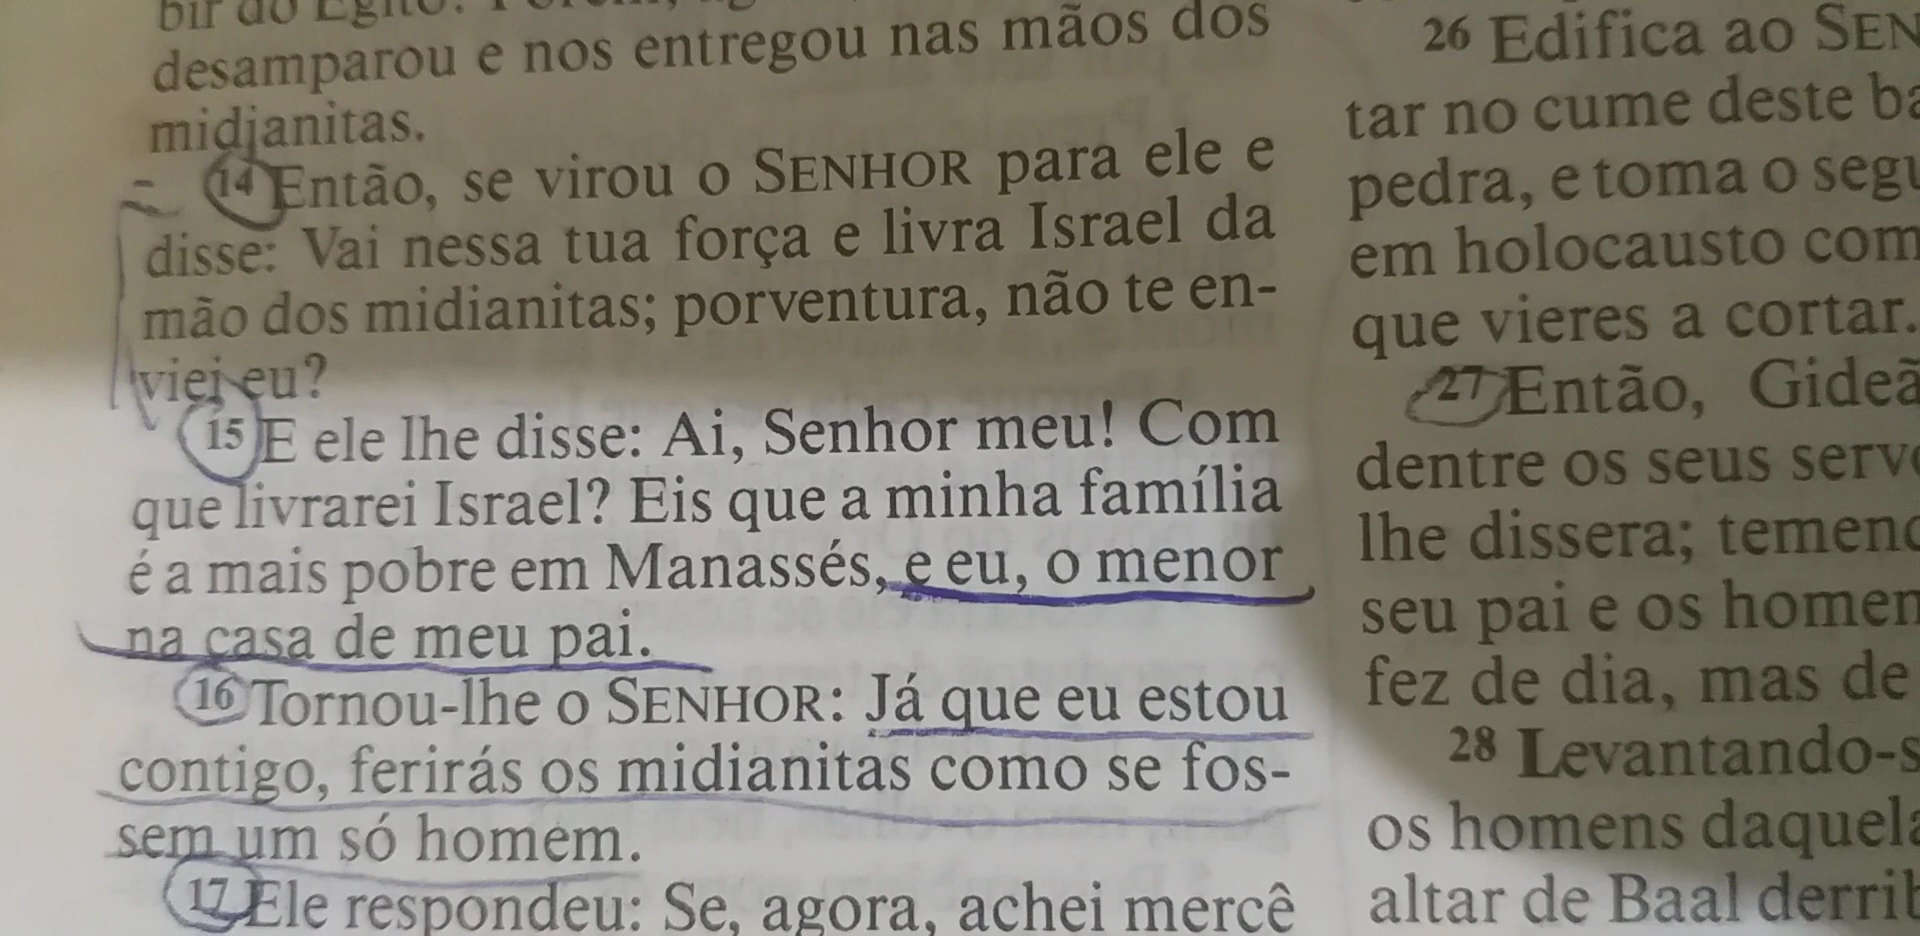 desamparou e nos entregou nas mãos dos
midianitas.
14 Então, se virou o SENHOR para ele e
disse: Vai nessa tua força e livra Israel da
mão dos midianitas; porventura, não te en-
viei eu?
15 E ele lhe disse: Ai, Senhor meu! Com
que livrarei Israel? Eis que a minha família
é a mais pobre em Manassés, e eu, o menor
na casa de meu pai.
16 Tornou-lhe o SENHOR: Já que eu estou
contigo, ferirás os midianitas como se fos-
sem um só homem.
17 Ele respondeu: Se, agora, achei mercê
26 Edifica ao SEN
tar no cume deste ba
pedra, e toma o segu
em holocausto com
que vieres a cortar.
27 Então, Gideã
dentre os seus serv
lhe dissera; temend
seu pai e os homen
fez de dia, mas de
28 Levantando-s
os homens daquela
altar de Baal derrib